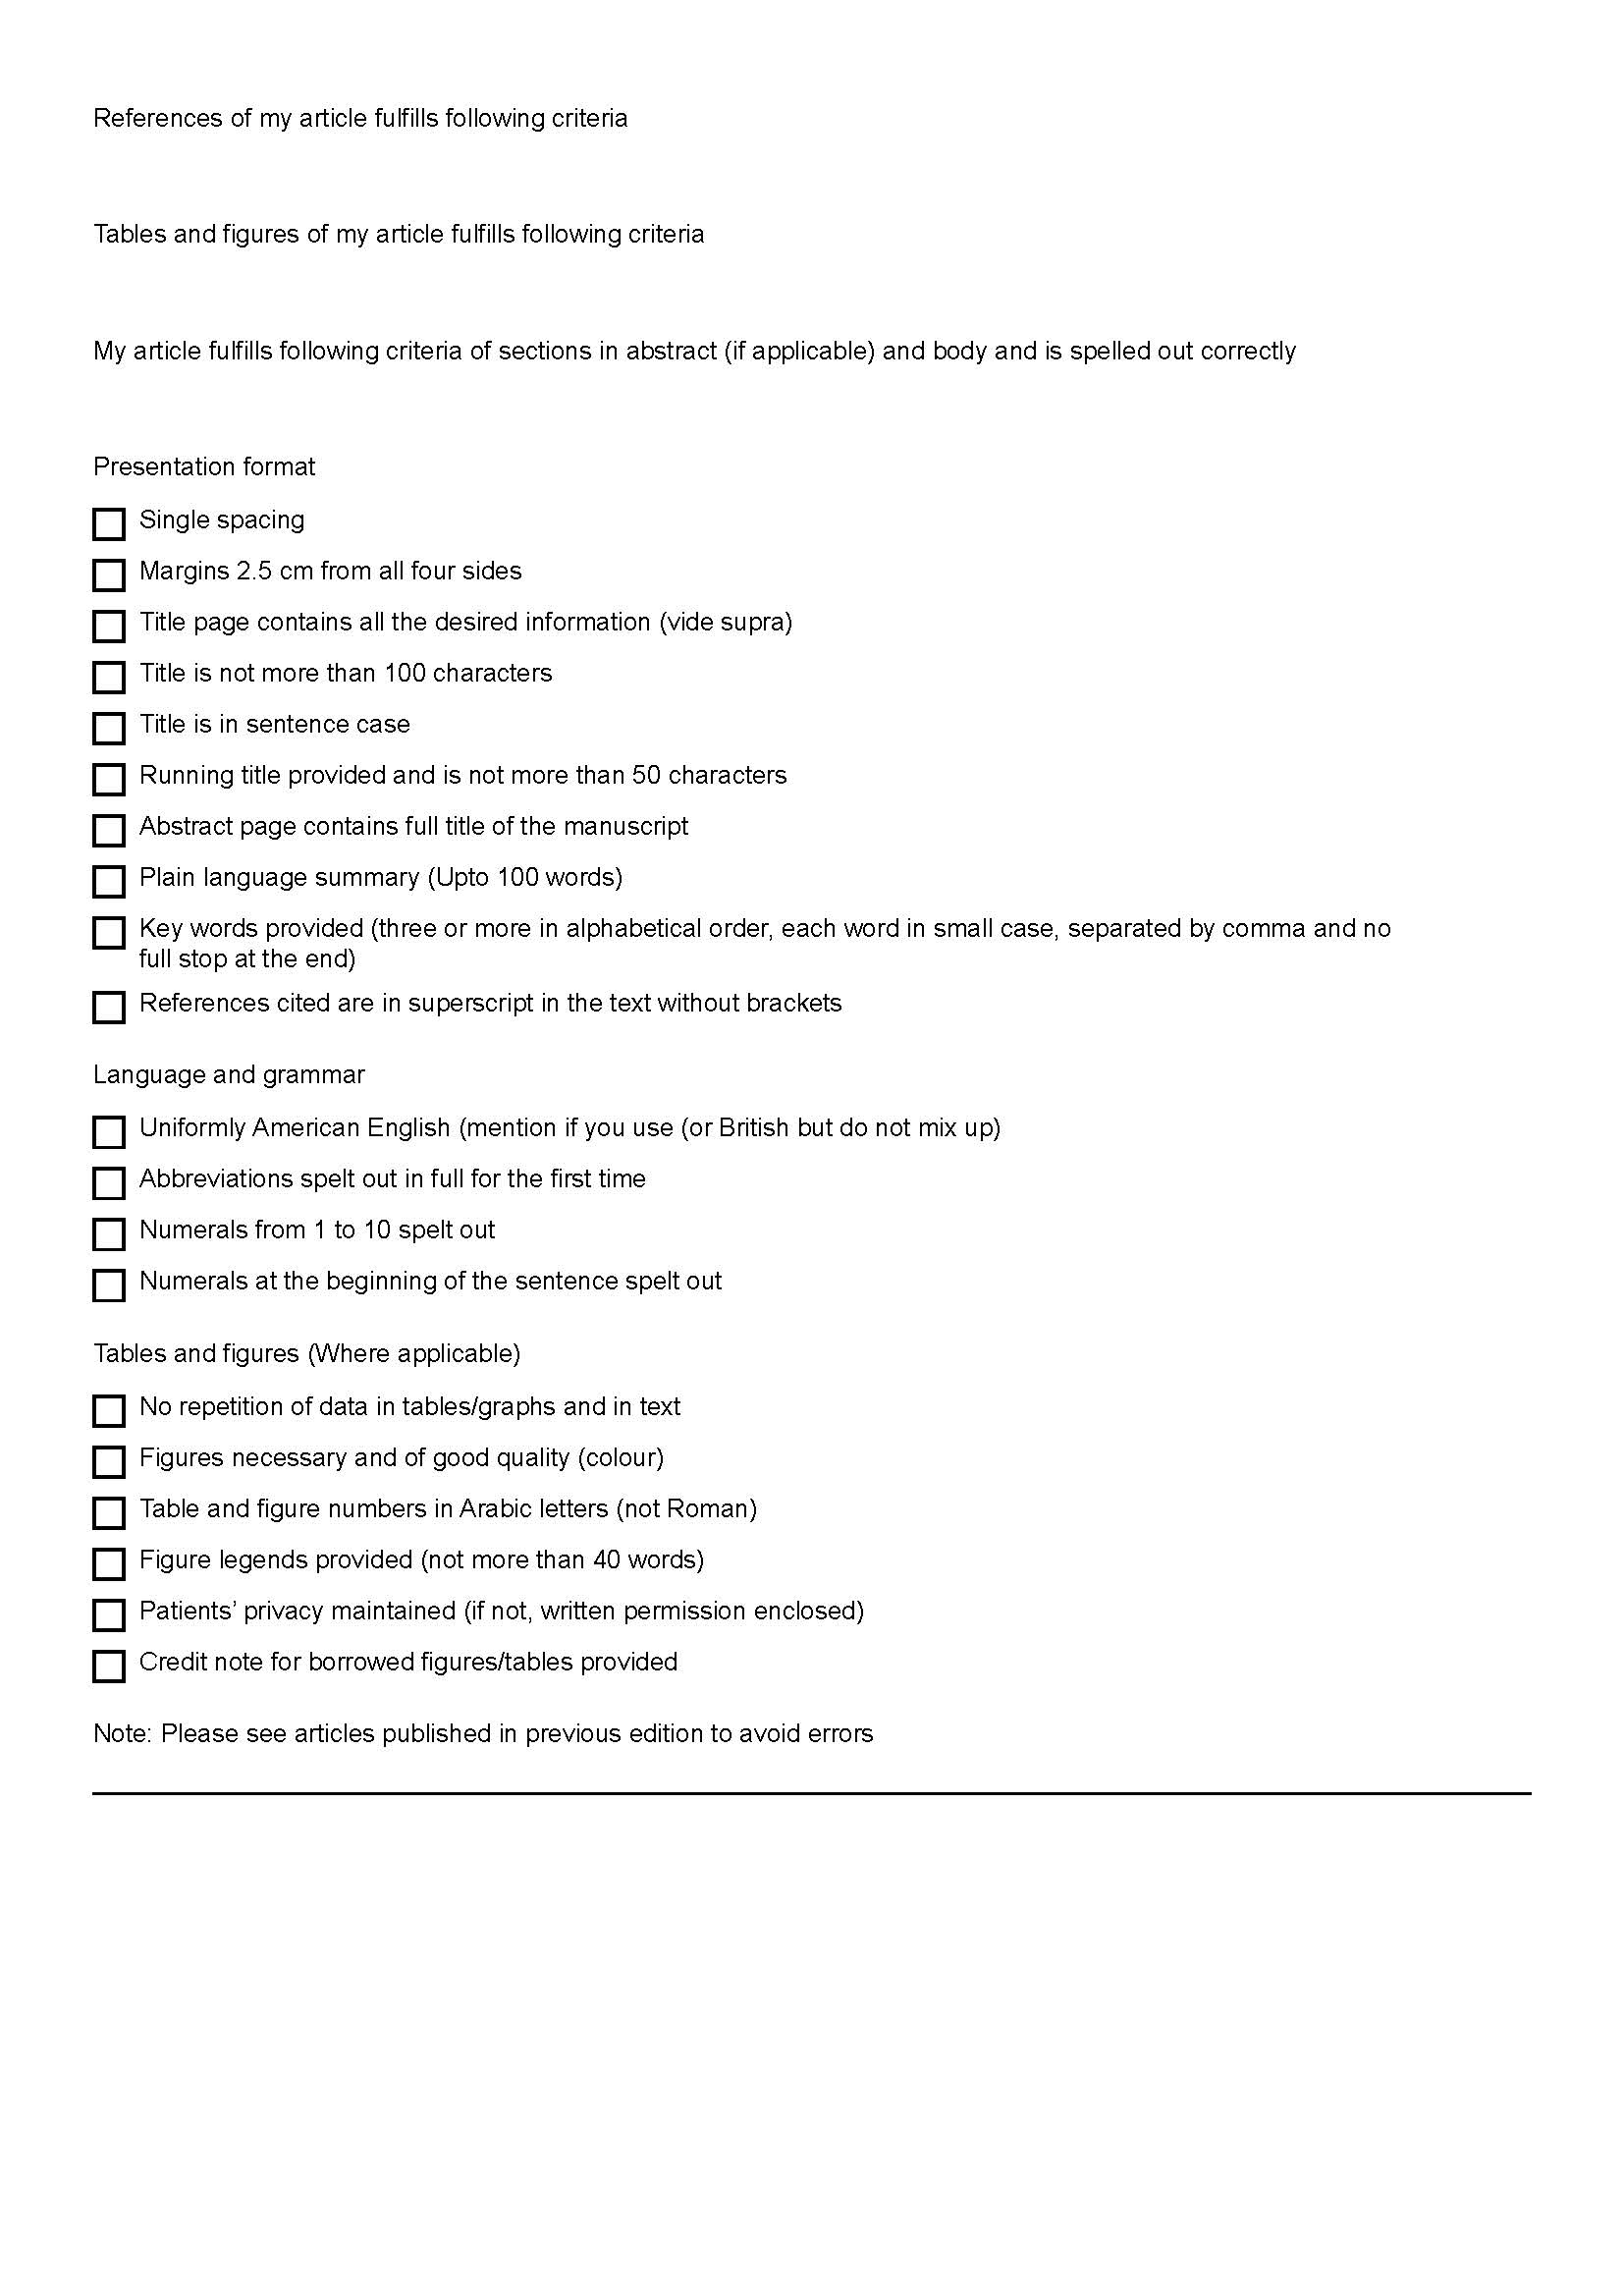 References of my article fulfills following criteria
Tables and figures of my article fulfills following criteria
My article fulfills following criteria of sections in abstract (if applicable) and body and is spelled out correctly
Presentation format
Single spacing
Margins 2.5 cm from all four sides
Title page contains all the desired information (vide supra)
Title is not more than 100 characters
Title is in sentence case
Running title provided and is not more than 50 characters
Abstract page contains full title of the manuscript
Plain language summary (Upto 100 words)
Key words provided (three or more in alphabetical order, each word in small case, separated by comma and no
full stop at the end)
References cited are in superscript in the text without brackets
Language and grammar
Uniformly American English (mention if you use (or British but do not mix up)
Abbreviations spelt out in full for the first time
Numerals from 1 to 10 spelt out
Numerals at the beginning of the sentence spelt out
Tables and figures (Where applicable)
No repetition of data in tables/graphs and in text
Figures necessary and of good quality (colour)
Table and figure numbers in Arabic letters (not Roman)
Figure legends provided (not more than 40 words)
Patients’ privacy maintained (if not, written permission enclosed)
Credit note for borrowed figures/tables provided
Note: Please see articles published in previous edition to avoid errors